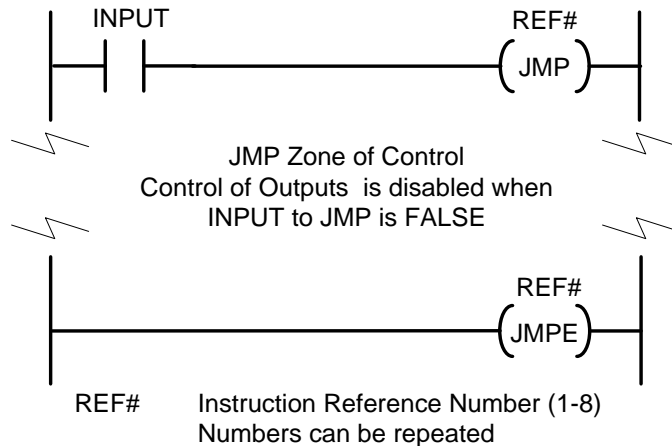 INPUT
REF#
JMP
JMP Zone of Control
Control of Outputs is disabled when
INPUT to JMP is FALSE
REF#
JMPE
REF# Instruction Reference Number (1-8)
Numbers can be repeated